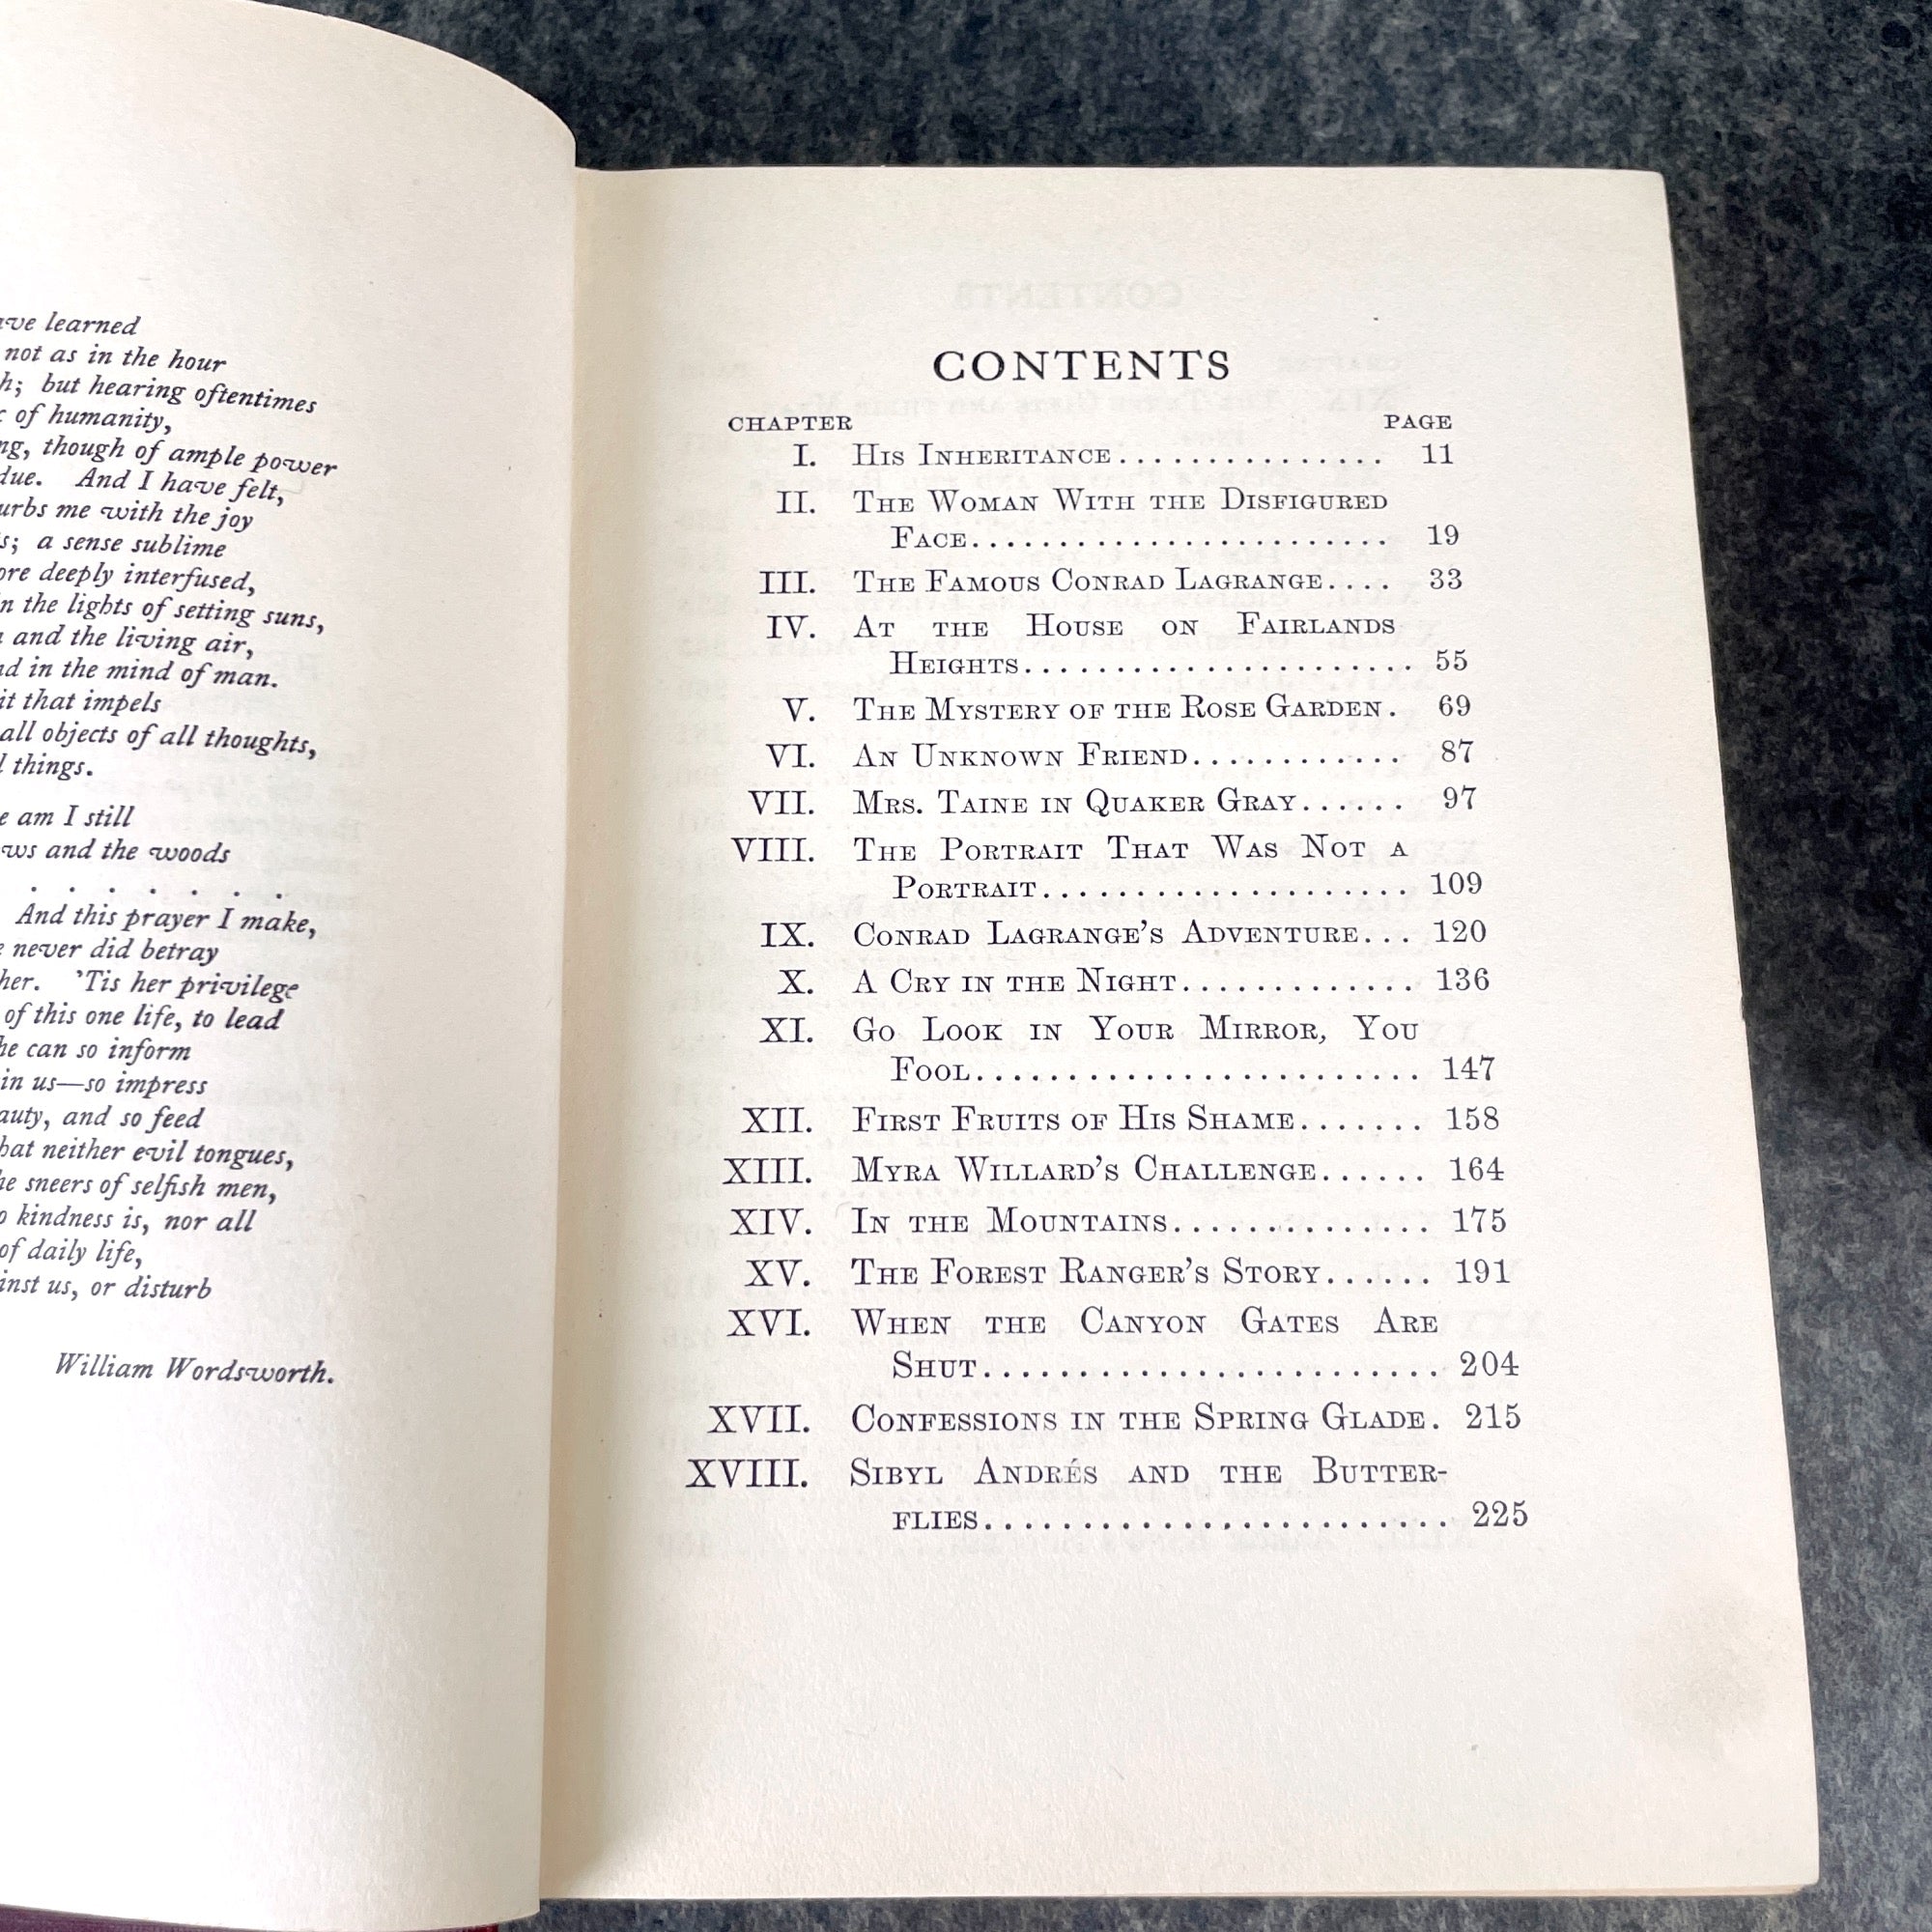 ve learned
not as in the hour
h; but hearing oftentimes
of humanity,
ng, though of ample power
due. And I have felt,
urbs me with the joy
s; a sense sublime
ore deeply interfused,
n the lights of setting suns,
and the living air,
nd in the mind of man.
it that impels
all objects of all thoughts,
l things.
e am I still
ws and the woods
. . . . . . .
And this prayer I make,
e never did betray
her. 'Tis her privilege
of this one life, to lead
he can so inform
in us—so impress
auty, and so feed
hat neither evil tongues,
he sneers of selfish men,
o kindness is, nor all
of daily life,
inst us, or disturb
William Wordsworth.
CONTENTS
CHAPTER PAGE
I. His Inheritance............... 11
II. The Woman With the Disfigured
Face........................ 19
III. The Famous Conrad Lagrange.... 33
IV. At the House on Fairlands
Heights...................... 55
V. The Mystery of the Rose Garden. 69
VI. An Unknown Friend............ 87
VII. Mrs. Taine in Quaker Gray...... 97
VIII. The Portrait That Was Not a
Portrait.................... 109
IX. Conrad Lagrange's Adventure... 120
X. A Cry in the Night............. 136
XI. Go Look in Your Mirror, You
Fool........................ 147
XII. First Fruits of His Shame....... 158
XIII. Myra Willard's Challenge...... 164
XIV. In the Mountains.............. 175
XV. The Forest Ranger's Story...... 191
XVI. When the Canyon Gates Are
Shut........................ 204
XVII. Confessions in the Spring Glade. 215
XVIII. Sibyl Andrés and the Butter-
flies........................ 225